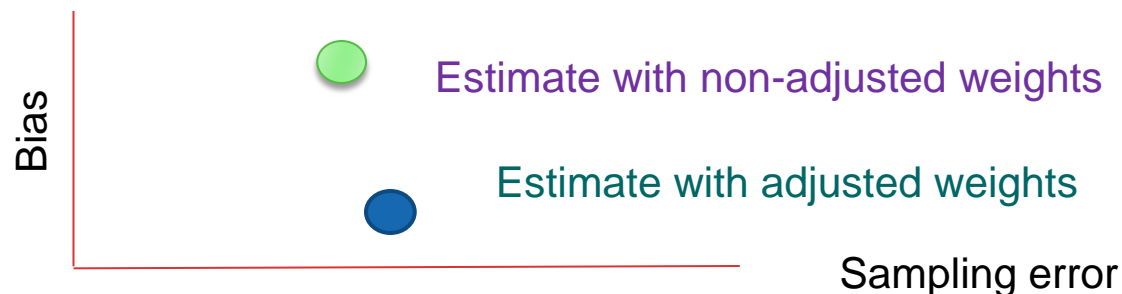 Bias
Estimate with non-adjusted weights
Estimate with adjusted weights
Sampling error